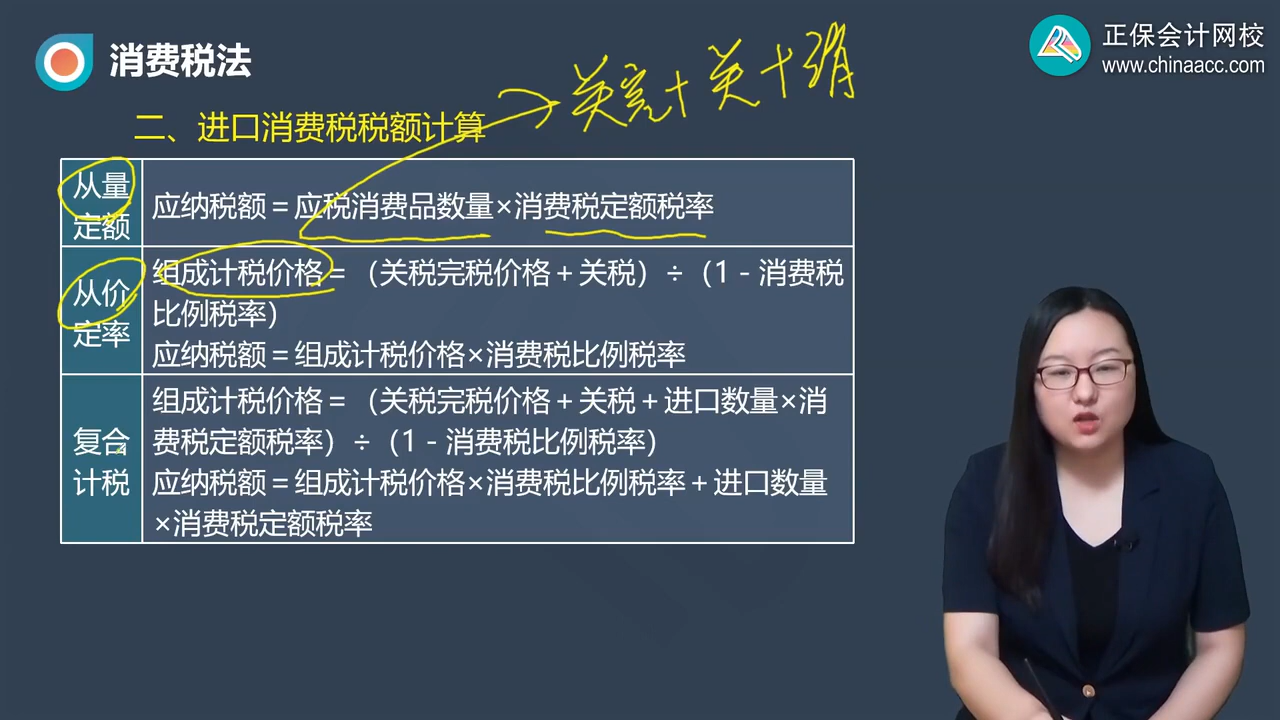 消费税法
正保会计网校
www.chinaacc.com
关完+关+消
二、进口消费税税额计算
从量
定额
应纳税额=应税消费品数量×消费税定额税率
从价
定率
组成计税价格=（关税完税价格+关税）÷（1-消费税
比例税率）
应纳税额=组成计税价格×消费税比例税率
复合
计税
组成计税价格=（关税完税价格+关税+进口数量×消
费税定额税率）÷（1-消费税比例税率）
应纳税额=组成计税价格×消费税比例税率+进口数量
×消费税定额税率